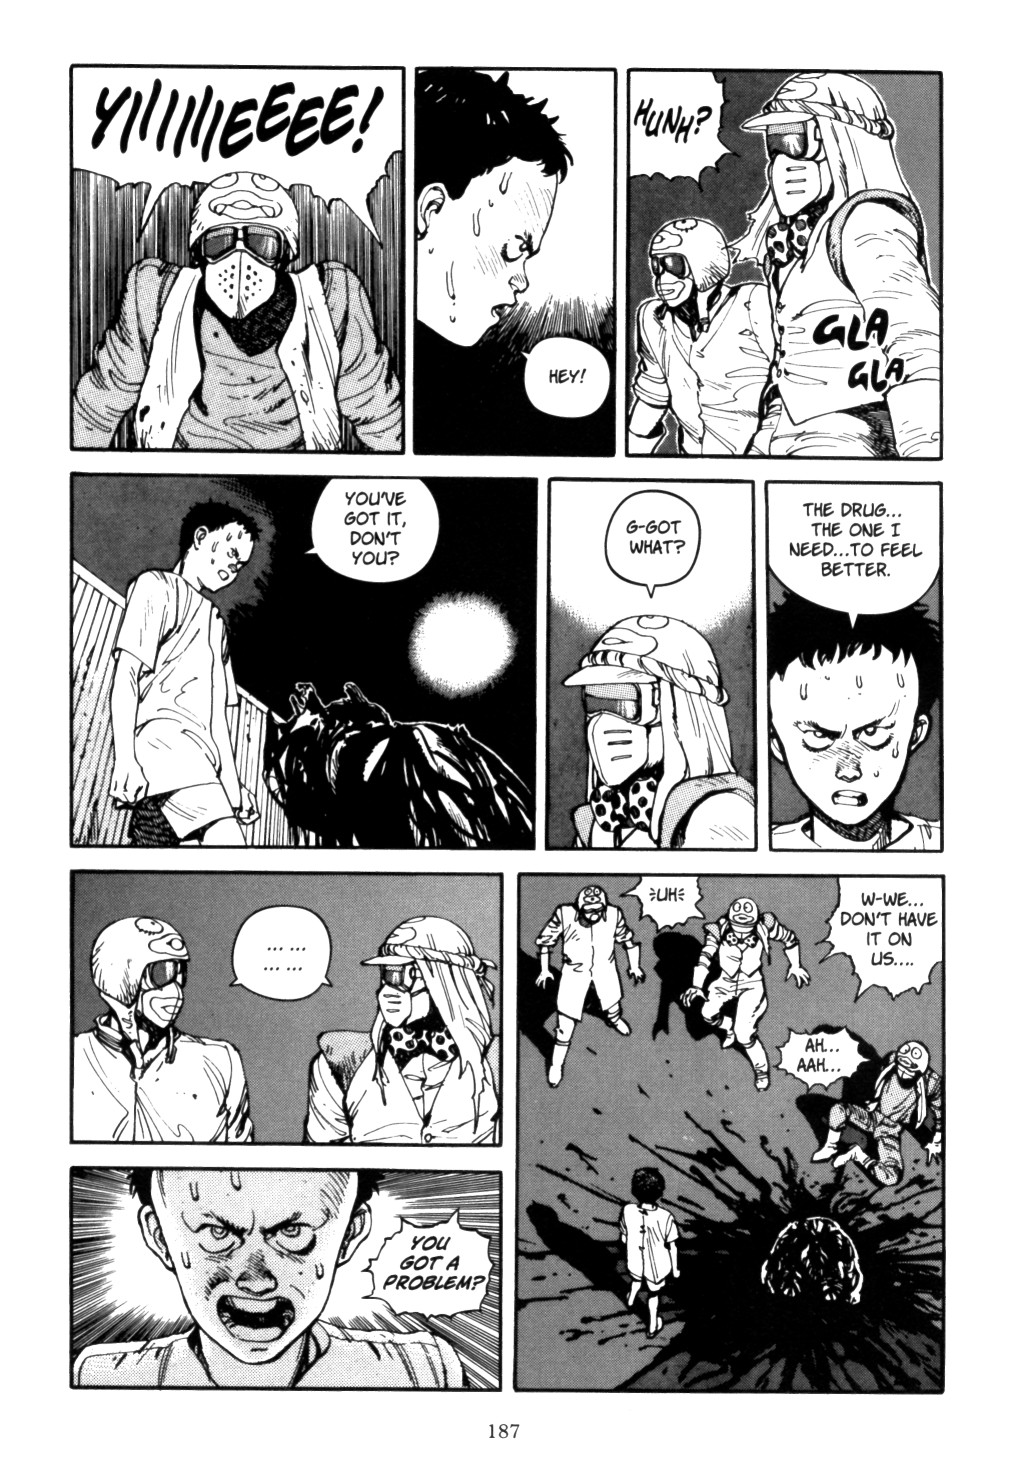 YIIIIIIEEEEE!
HEY!
HUNH?
GLA
GLA
YOU'VE
GOT IT,
DON'T
YOU?
G-GOT
WHAT?
THE DRUG...
THE ONE I
NEED...TO FEEL
BETTER.
... ...
... ...
UH
W-WE...
DON'T HAVE
IT ON
US....
AH...
AAH...
YOU
GOT A
PROBLEM?
187